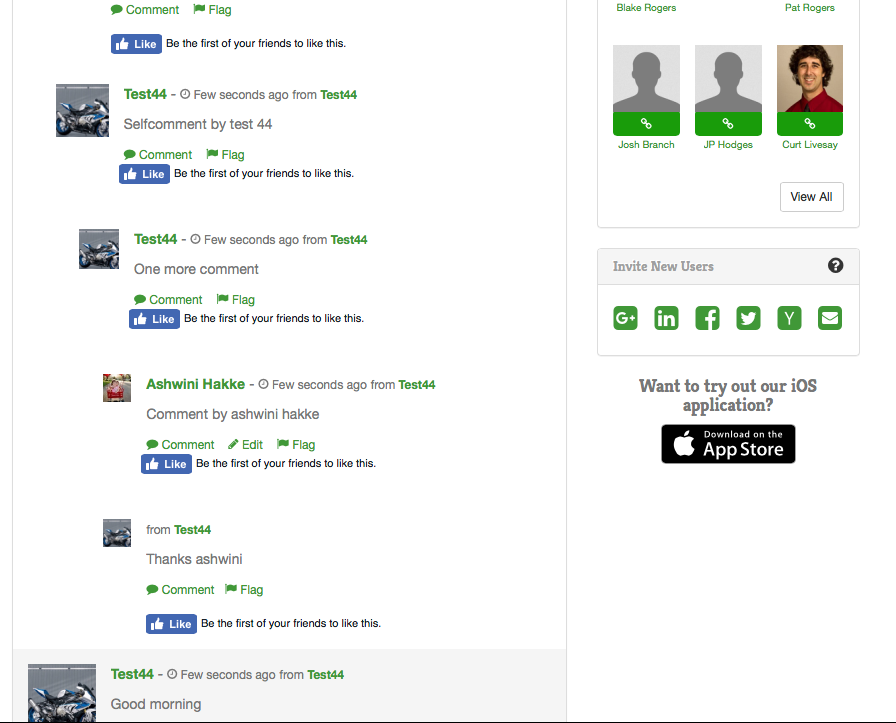 Comment Flag
Like Be the first of your friends to like this.
Test44 - Few seconds ago from Test44
Selfcomment by test 44
Comment Flag
Like Be the first of your friends to like this.
Test44 - Few seconds ago from Test44
One more comment
Comment Flag
Like Be the first of your friends to like this.
Ashwini Hakke - Few seconds ago from Test44
Comment by ashwini hakke
Comment Edit Flag
Like Be the first of your friends to like this.
from Test44
Thanks ashwini
Comment Flag
Like Be the first of your friends to like this.
Test44 - Few seconds ago from Test44
Good morning
Blake Rogers Pat Rogers
Josh Branch JP Hodges Curt Livesay
View All
Invite New Users ?
G+ in f Y
Want to try out our iOS
application?
Download on the
App Store